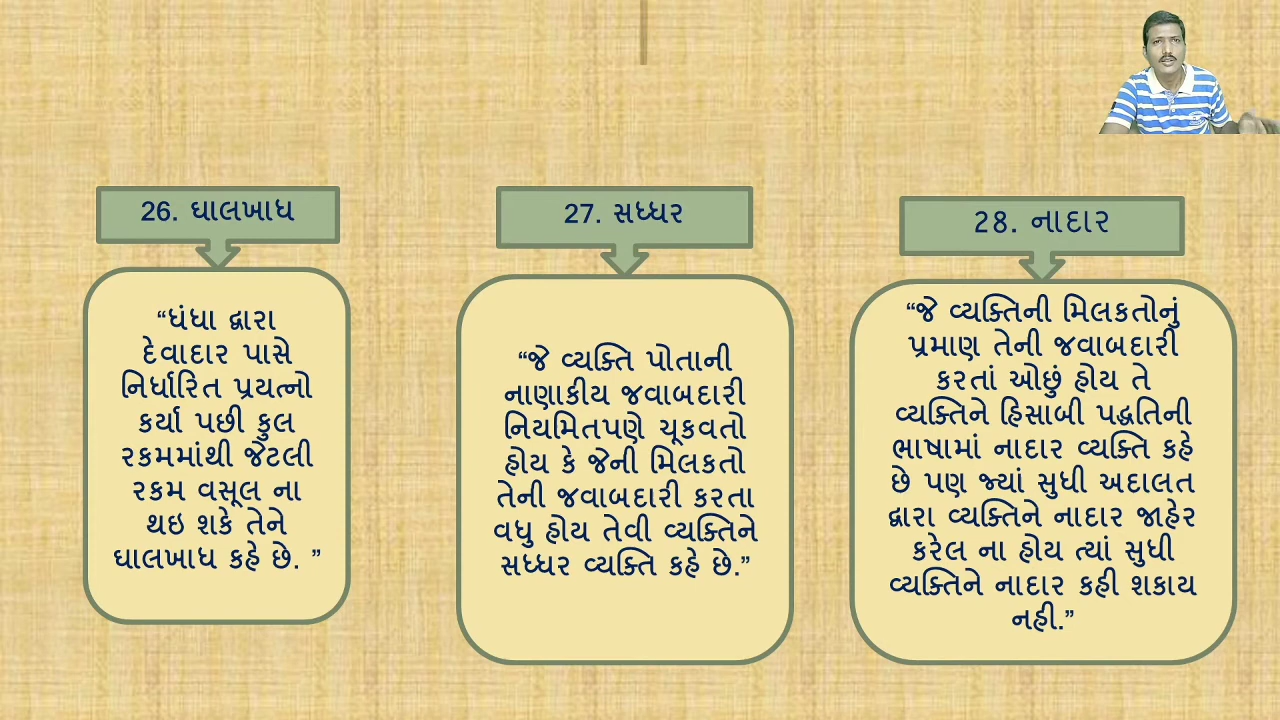 26. ઘાલખાધ
“ધંધા દ્વારા
દેવાદાર પાસે
નિર્ધારિત પ્રયત્નો
કર્યા પછી કુલ
રકમમાંથી જેટલી
રકમ વસૂલ ના
થઇ શકે તેને
ઘાલખાધ કહે છે. ”
27. સધ્ધર
“જે વ્યક્તિ પોતાની
નાણાકીય જવાબદારી
નિયમિતપણે ચૂકવતો
હોય કે જેની મિલકતો
તેની જવાબદારી કરતા
વધુ હોય તેવી વ્યક્તિને
સધ્ધર વ્યક્તિ કહે છે.”
28. નાદાર
“જે વ્યક્તિની મિલકતોનું
પ્રમાણ તેની જવાબદારી
કરતાં ઓછું હોય તે
વ્યક્તિને હિસાબી પદ્ધતિની
ભાષામાં નાદાર વ્યક્તિ કહે
છે પણ જ્યાં સુધી અદાલત
દ્વારા વ્યક્તિને નાદાર જાહેર
કરેલ ના હોય ત્યાં સુધી
વ્યક્તિને નાદાર કહી શકાય
નહી.”